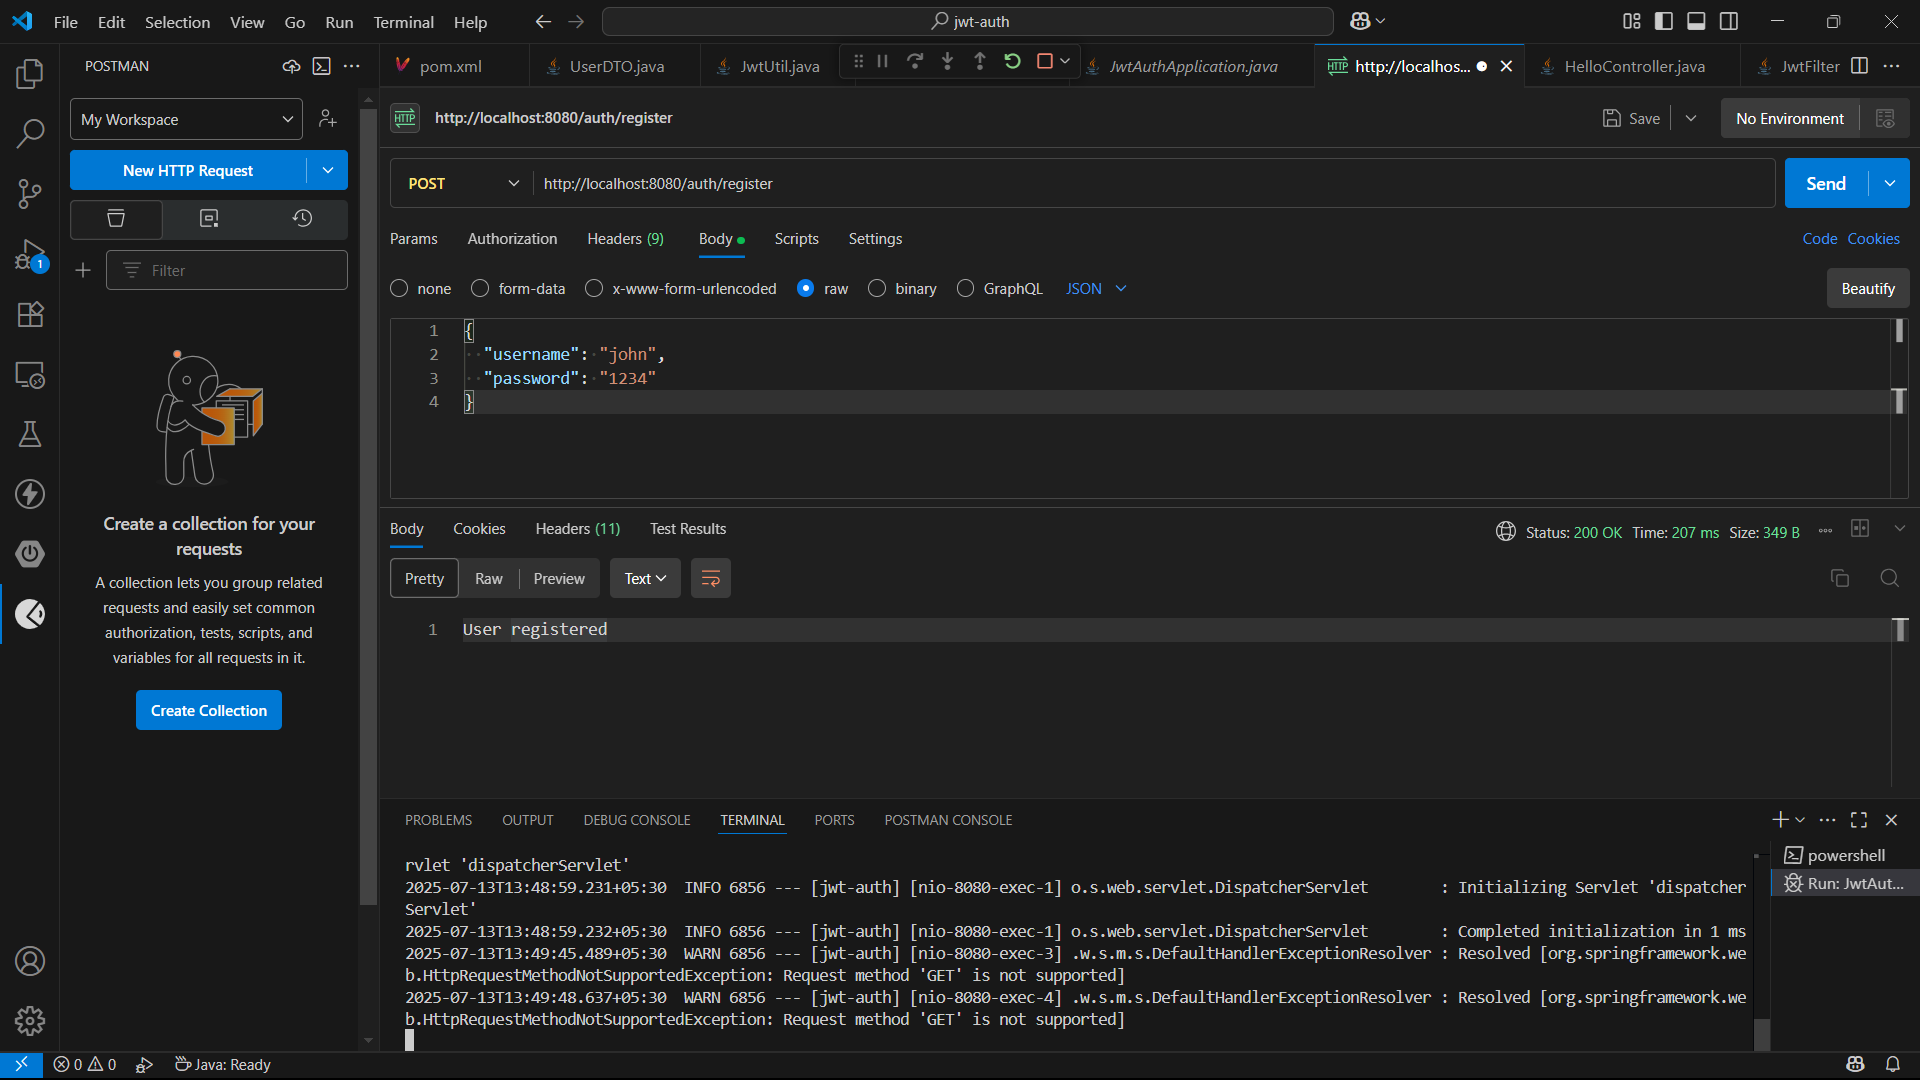 File Edit Selection View Go Run Terminal Help
jwt-auth
POSTMAN
pom.xml
UserDTO.java
JwtUtil.java
JwtAuthApplication.java
HTTP http://localhos...
HelloController.java
JwtFilter
My Workspace
HTTP http://localhost:8080/auth/register
Save
No Environment
New HTTP Request
POST http://localhost:8080/auth/register
Send
Params Authorization Headers (9) Body Scripts Settings
Code Cookies
1
Filter
none form-data x-www-form-urlencoded raw binary GraphQL JSON
Beautify
1 {
2 "username": "john",
3 "password": "1234"
4 }
Create a collection for your
requests
A collection lets you group related
requests and easily set common
authorization, tests, scripts, and
variables for all requests in it.
Create Collection
Body Cookies Headers (11) Test Results
Status: 200 OK Time: 207 ms Size: 349 B
Pretty Raw Preview Text
1 User registered
PROBLEMS OUTPUT DEBUG CONSOLE TERMINAL PORTS POSTMAN CONSOLE
powershell
Run: JwtAut...
rvlet 'dispatcherServlet'
2025-07-13T13:48:59.231+05:30 INFO 6856 --- [jwt-auth] [nio-8080-exec-1] o.s.web.servlet.DispatcherServlet : Initializing Servlet 'dispatcher
Servlet'
2025-07-13T13:48:59.232+05:30 INFO 6856 --- [jwt-auth] [nio-8080-exec-1] o.s.web.servlet.DispatcherServlet : Completed initialization in 1 ms
2025-07-13T13:49:45.489+05:30 WARN 6856 --- [jwt-auth] [nio-8080-exec-3] .w.s.m.s.DefaultHandlerExceptionResolver : Resolved [org.springframework.we
b.HttpRequestMethodNotSupportedException: Request method 'GET' is not supported]
2025-07-13T13:49:48.637+05:30 WARN 6856 --- [jwt-auth] [nio-8080-exec-4] .w.s.m.s.DefaultHandlerExceptionResolver : Resolved [org.springframework.we
b.HttpRequestMethodNotSupportedException: Request method 'GET' is not supported]
0 0 Java: Ready